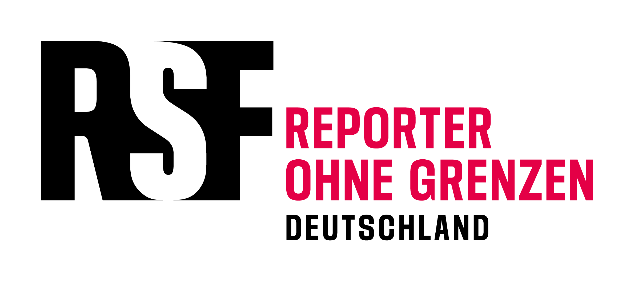 RSF
REPORTER
OHNE GRENZEN
DEUTSCHLAND